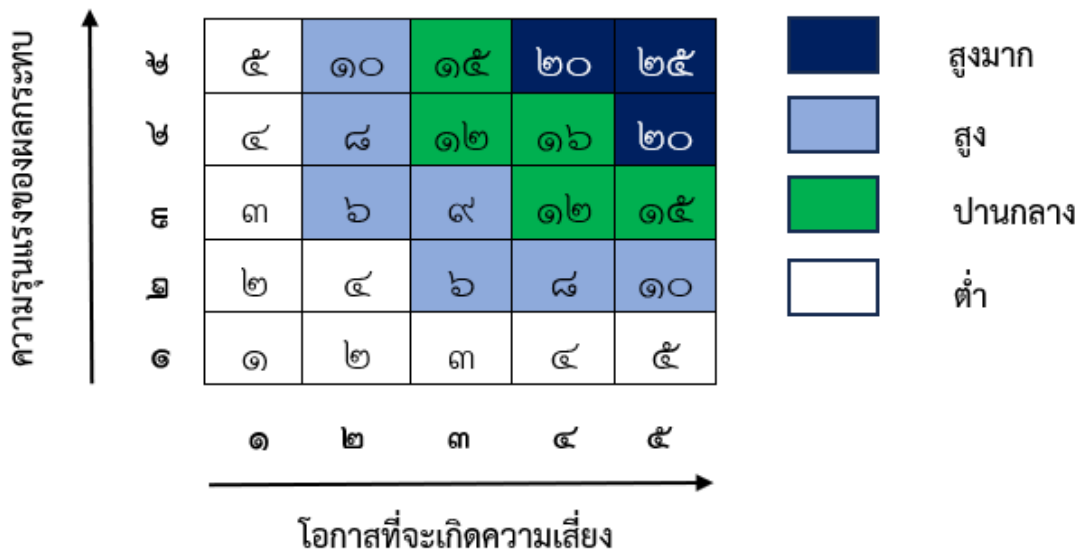 ความรุนแรงของผลกระทบ
๕ ๕ ๑๐ ๑๕ ๒๐ ๒๕
๔ ๔ ๘ ๑๒ ๑๖ ๒๐
๓ ๓ ๖ ๙ ๑๒ ๑๕
๒ ๒ ๔ ๖ ๘ ๑๐
๑ ๑ ๒ ๓ ๔ ๕
๑ ๒ ๓ ๔ ๕
โอกาสที่จะเกิดความเสี่ยง
สูงมาก
สูง
ปานกลาง
ต่ำ